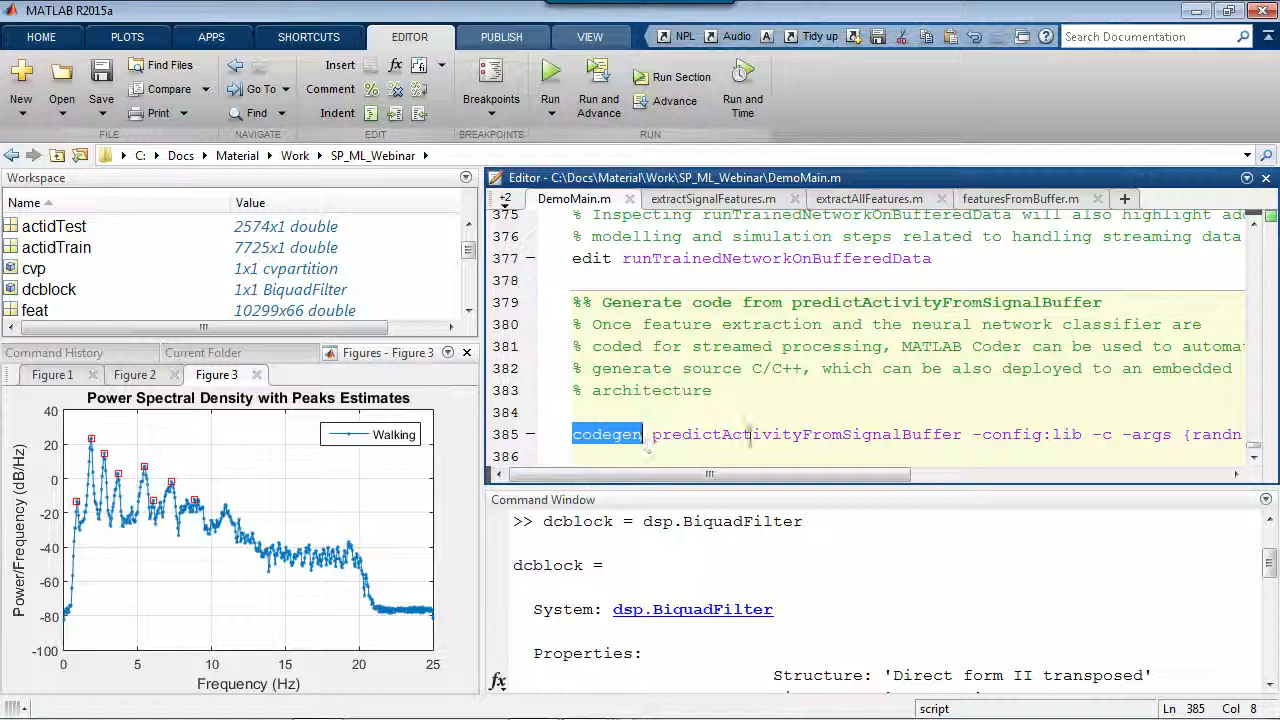 MATLAB R2015a
HOME PLOTS APPS SHORTCUTS EDITOR PUBLISH VIEW NPL Audio A Tidy up Search Documentation
New Open Save Find Files Compare Print Go To Find Insert Comment Indent Breakpoints Run Run and Advance Run Section Advance Run and Time
FILE NAVIGATE EDIT BREAKPOINTS RUN
C: Docs Material Work SP_ML_Webinar
Workspace
Name Value
actidTest 2574x1 double
actidTrain 7725x1 double
cvp 1x1 cvpartition
dcblock 1x1 BiquadFilter
feat 10299x66 double
Command History Current Folder Figures - Figure 3
Figure 1 Figure 2 Figure 3
Power Spectral Density with Peaks Estimates
Walking
Power/Frequency (dB/Hz)
40
20
0
-20
-40
-60
-80
-100
0 5 10 15 20 25
Frequency (Hz)
Editor - C:\Docs\Material\Work\SP_ML_Webinar\DemoMain.m
+2 DemoMain.m extractSignalFeatures.m extractAllFeatures.m featuresFromBuffer.m
375 % Inspecting runTrainedNetworkOnBufferedData will also highlight add
376 % modelling and simulation steps related to handling streaming data
377 edit runTrainedNetworkOnBufferedData
378
379 %% Generate code from predictActivityFromSignalBuffer
380 % Once feature extraction and the neural network classifier are
381 % coded for streamed processing, MATLAB Coder can be used to automa
382 % generate source C/C++, which can be also deployed to an embedded
383 % architecture
384
385 codegen predictActivityFromSignalBuffer -config:lib -c -args {randn
386
Command Window
>> dcblock = dsp.BiquadFilter
dcblock =
System: dsp.BiquadFilter
Properties:
Structure: 'Direct form II transposed'
fx
script Ln 385 Col 8